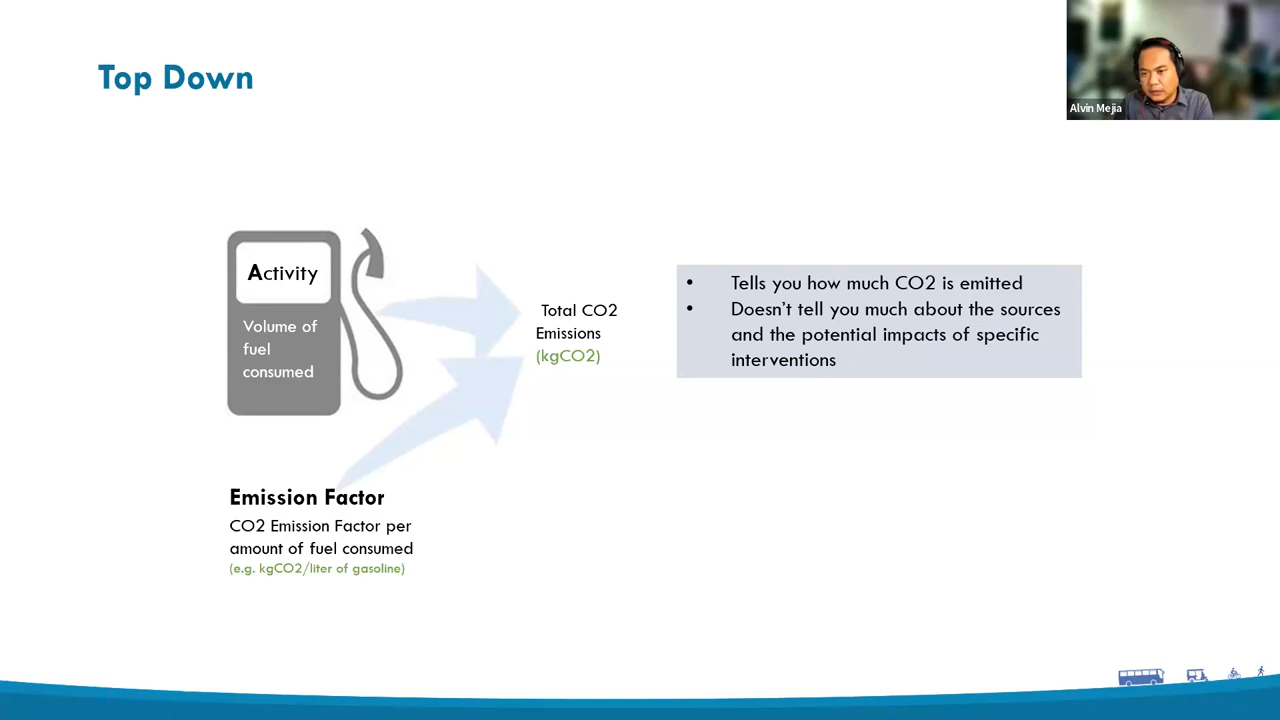 Top Down
Alvin Mejia
Activity
Volume of
fuel
consumed
Total CO2
Emissions
(kgCO2)
• Tells you how much CO2 is emitted
• Doesn’t tell you much about the sources
and the potential impacts of specific
interventions
Emission Factor
CO2 Emission Factor per
amount of fuel consumed
(e.g. kgCO2/liter of gasoline)